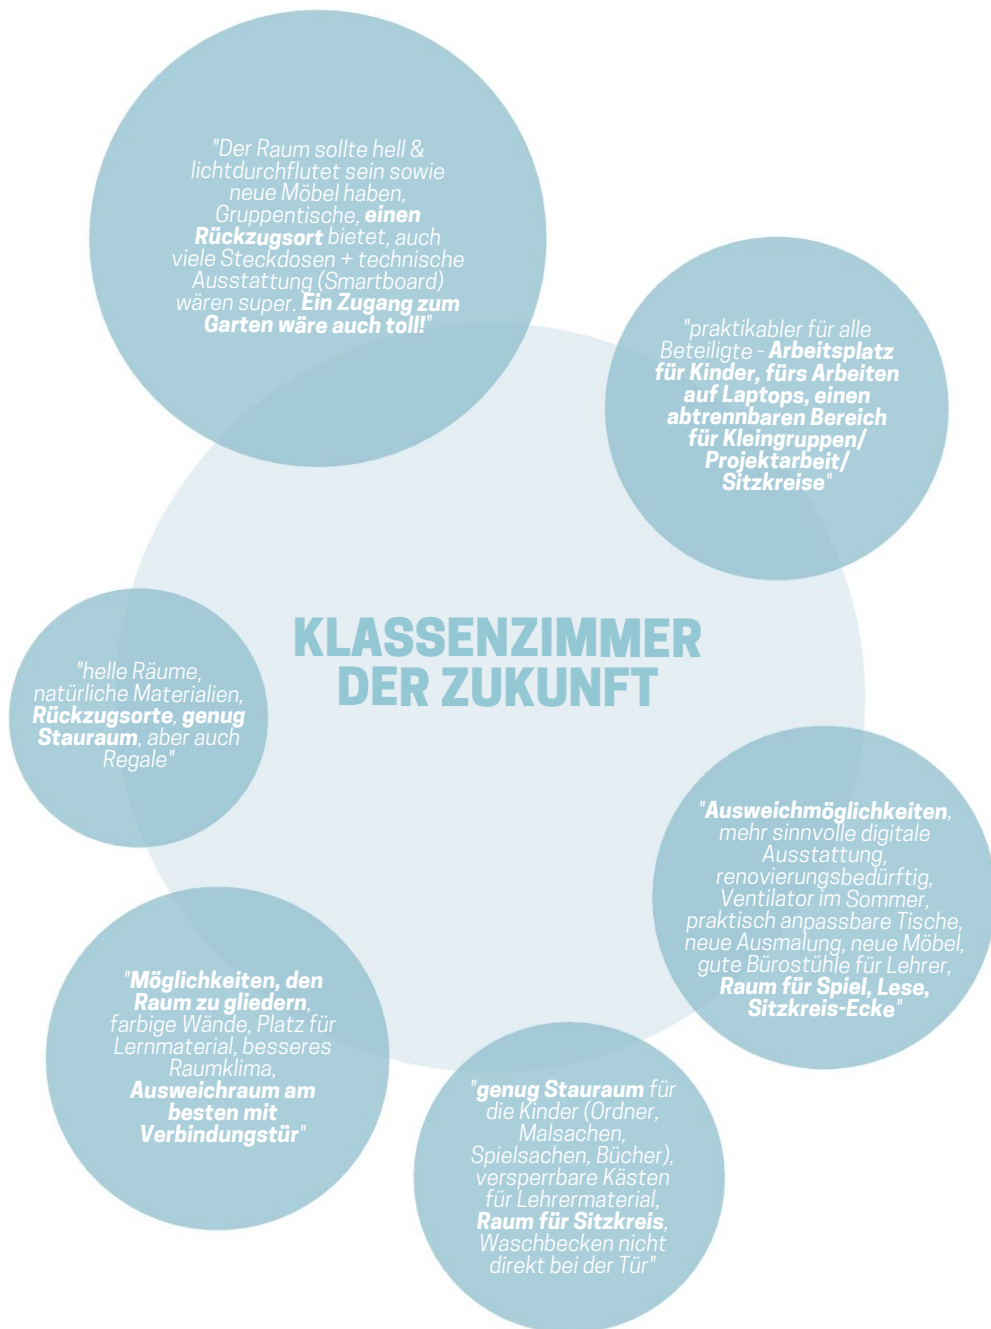 "Der Raum sollte hell &
lichtdurchflutet sein sowie
neue Möbel haben,
Gruppentische, einen
Rückzugsort bietet, auch
viele Steckdosen + technische
Ausstattung (Smartboard)
wären super. Ein Zugang zum
Garten wäre auch toll!"
"praktikabler für alle
Beteiligte - Arbeitsplatz
für Kinder, fürs Arbeiten
auf Laptops, einen
abtrennbaren Bereich
für Kleingruppen/
Projektarbeit/
Sitzkreise"
KLASSENZIMMER
DER ZUKUNFT
"helle Räume,
natürliche Materialien,
Rückzugsorte, genug
Stauraum, aber auch
Regale"
"Ausweichmöglichkeiten,
mehr sinnvolle digitale
Ausstattung,
renovierungsbedürftig,
Ventilator im Sommer,
praktisch anpassbare Tische,
neue Ausmalung, neue Möbel,
gute Bürostühle für Lehrer,
Raum für Spiel, Lese,
Sitzkreis-Ecke"
"Möglichkeiten, den
Raum zu gliedern,
farbige Wände, Platz für
Lernmaterial, besseres
Raumklima,
Ausweichraum am
besten mit
Verbindungstür"
"genug Stauraum für
die Kinder (Ordner,
Malsachen,
Spielsachen, Bücher),
versperrbare Kästen
für Lehrermaterial,
Raum für Sitzkreis,
Waschbecken nicht
direkt bei der Tür"